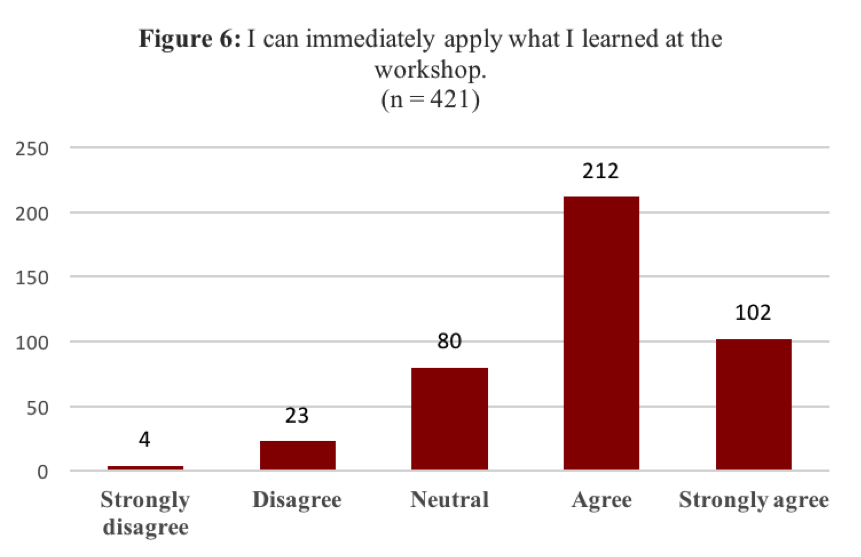 Figure 6: I can immediately apply what I learned at the
workshop.
(n = 421)
250
200
150
100
50
0
4
23
80
212
102
Strongly
disagree
Disagree
Neutral
Agree
Strongly agree